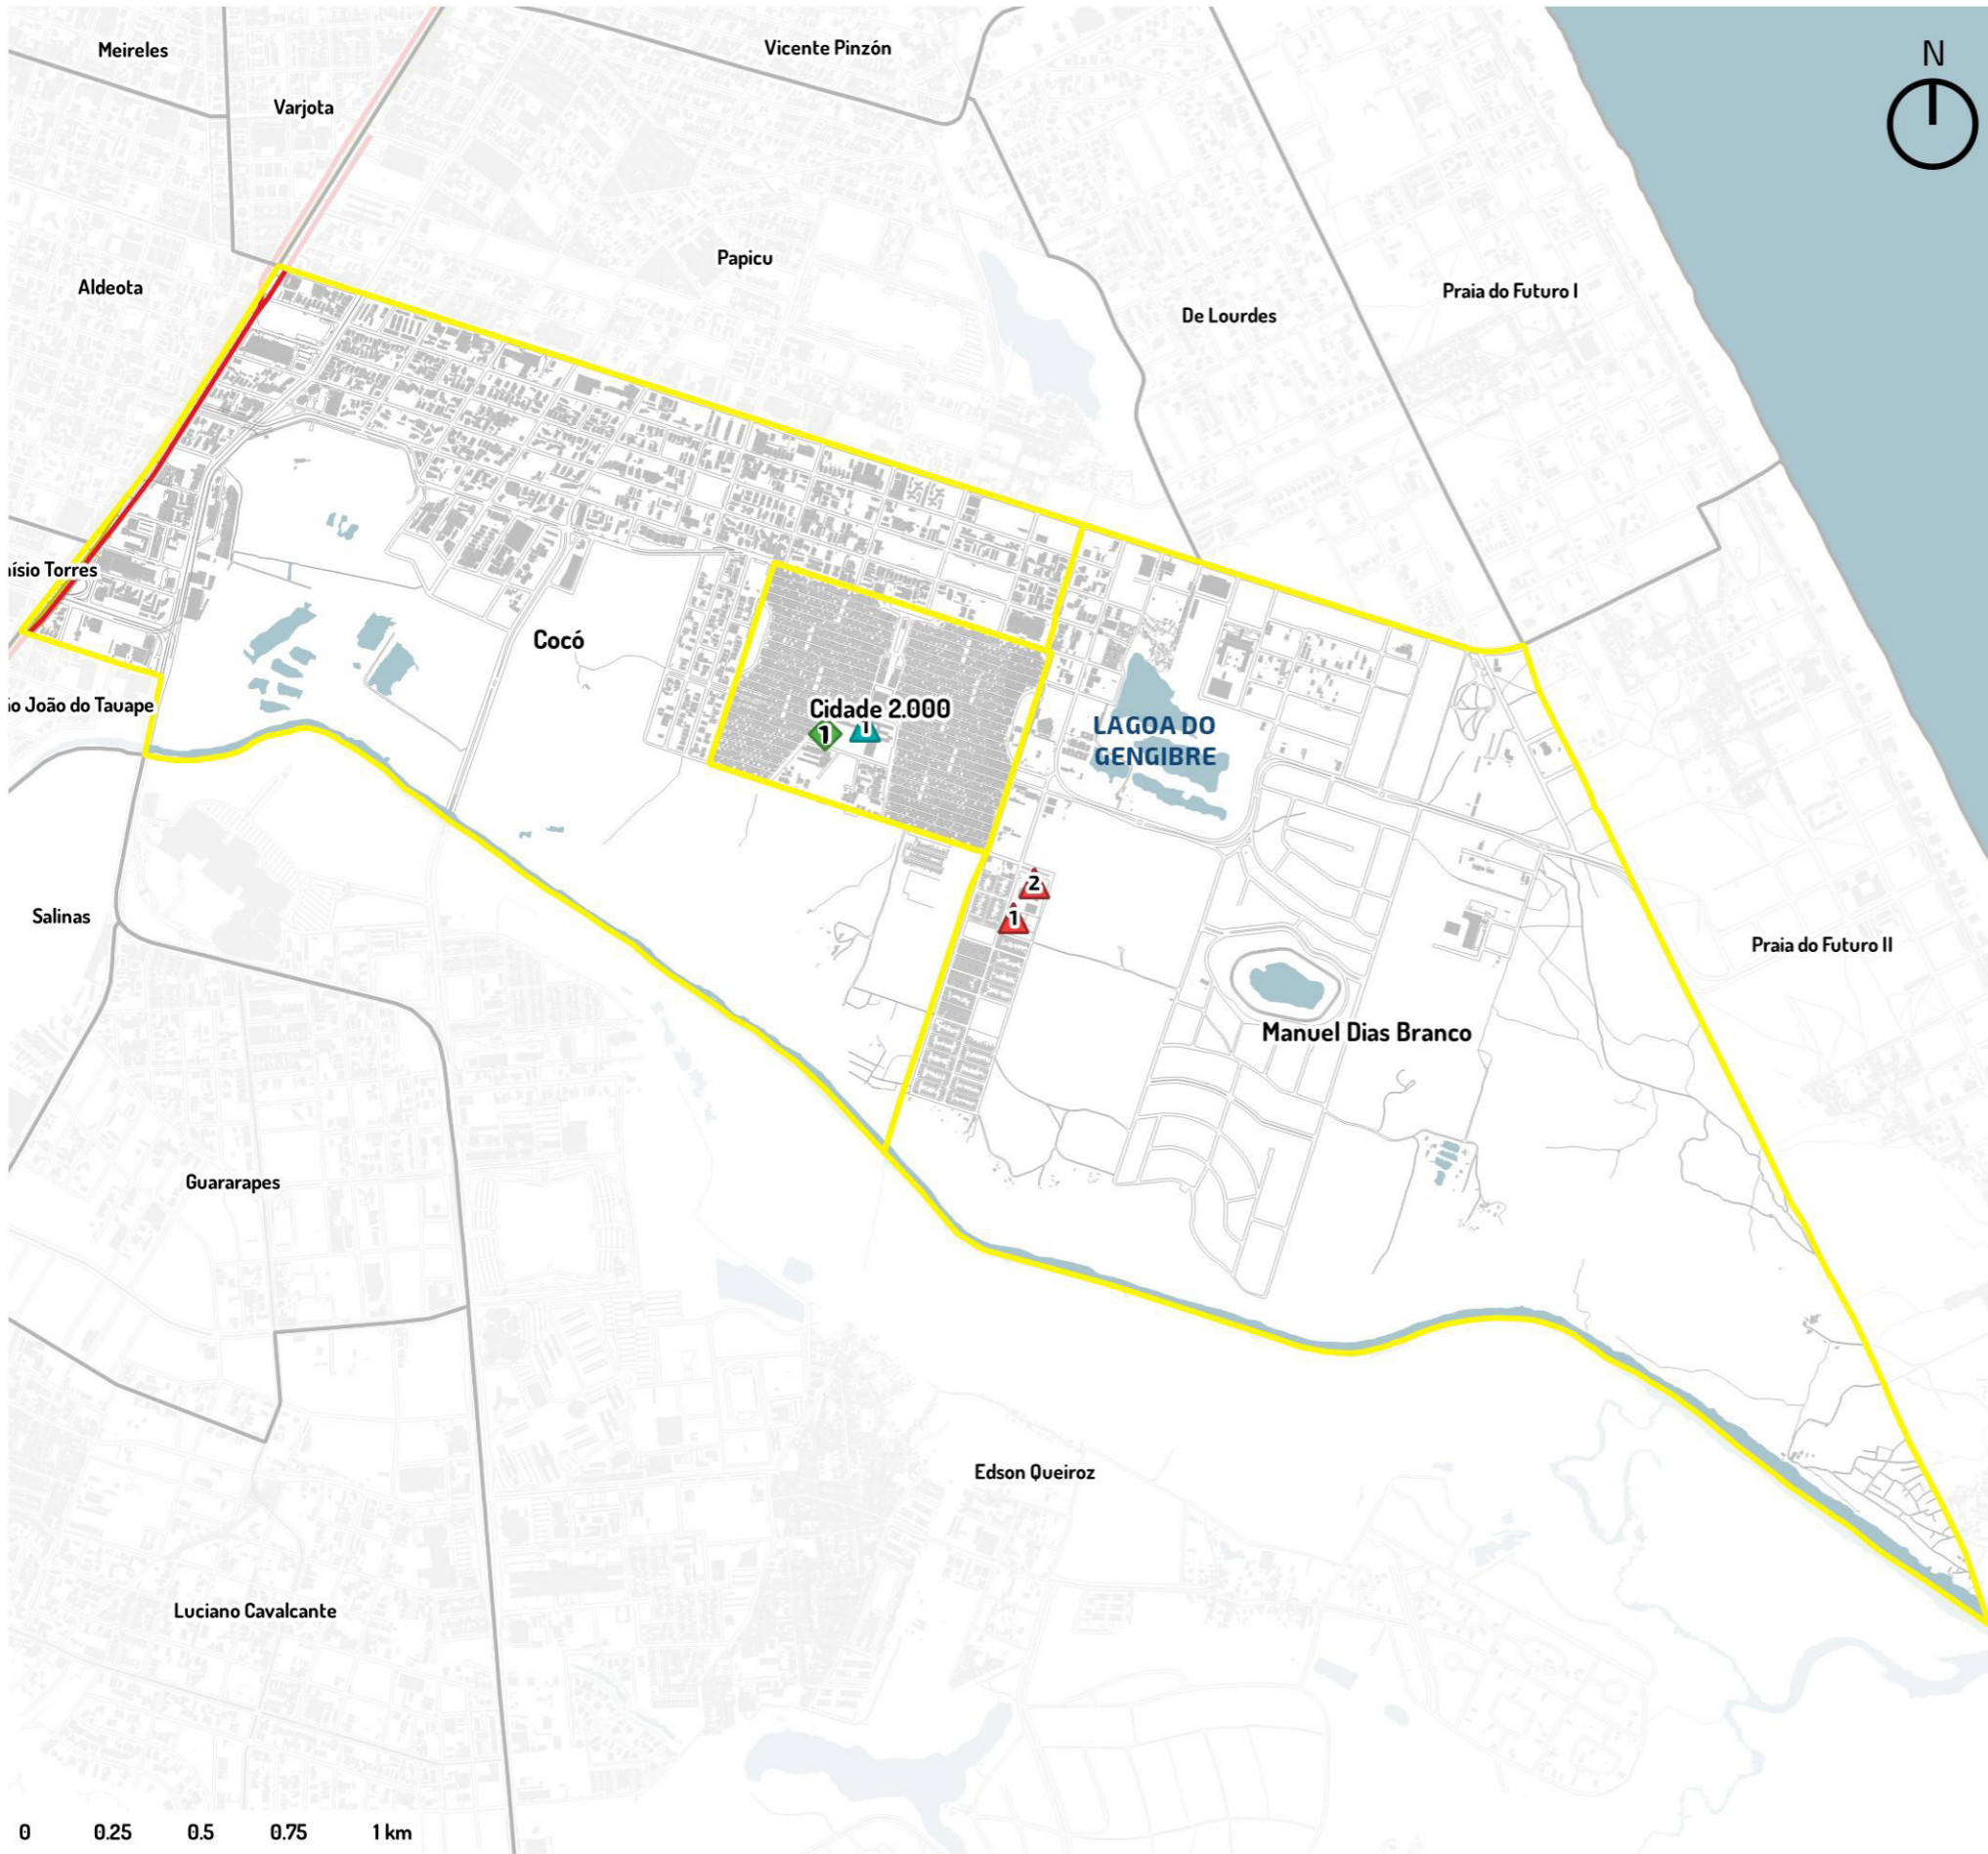 Meireles
Vicente Pinzón
N
Varjota
Papicu
Aldeota
Praia do Futuro I
De Lourdes
ísio Torres
Cocó
io João do Tauape
Cidade 2.000
1
1
LAGOA DO
GENGIBRE
2
1
Salinas
Praia do Futuro II
Manuel Dias Branco
Guararapes
Edson Queiroz
Luciano Cavalcante
0 0.25 0.5 0.75 1 km